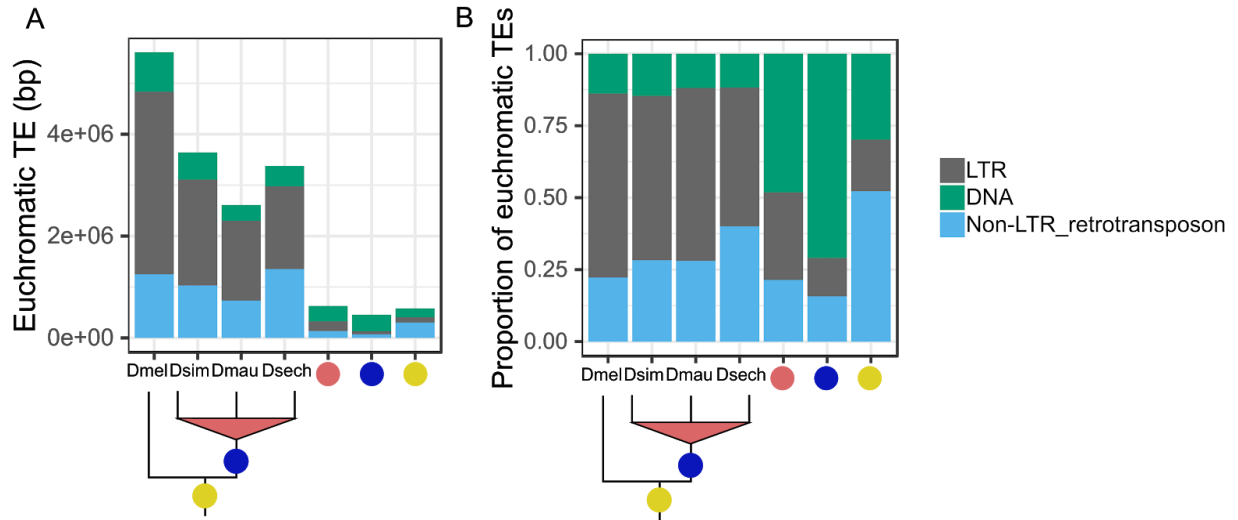 A
Euchromatic TE (bp)
4e+06
2e+06
0e+00
Dmel Dsim Dmau Dsech
B
Proportion of euchromatic TEs
1.00
0.75
0.50
0.25
0.00
Dmel Dsim Dmau Dsech
LTR
DNA
Non-LTR_retrotransposon